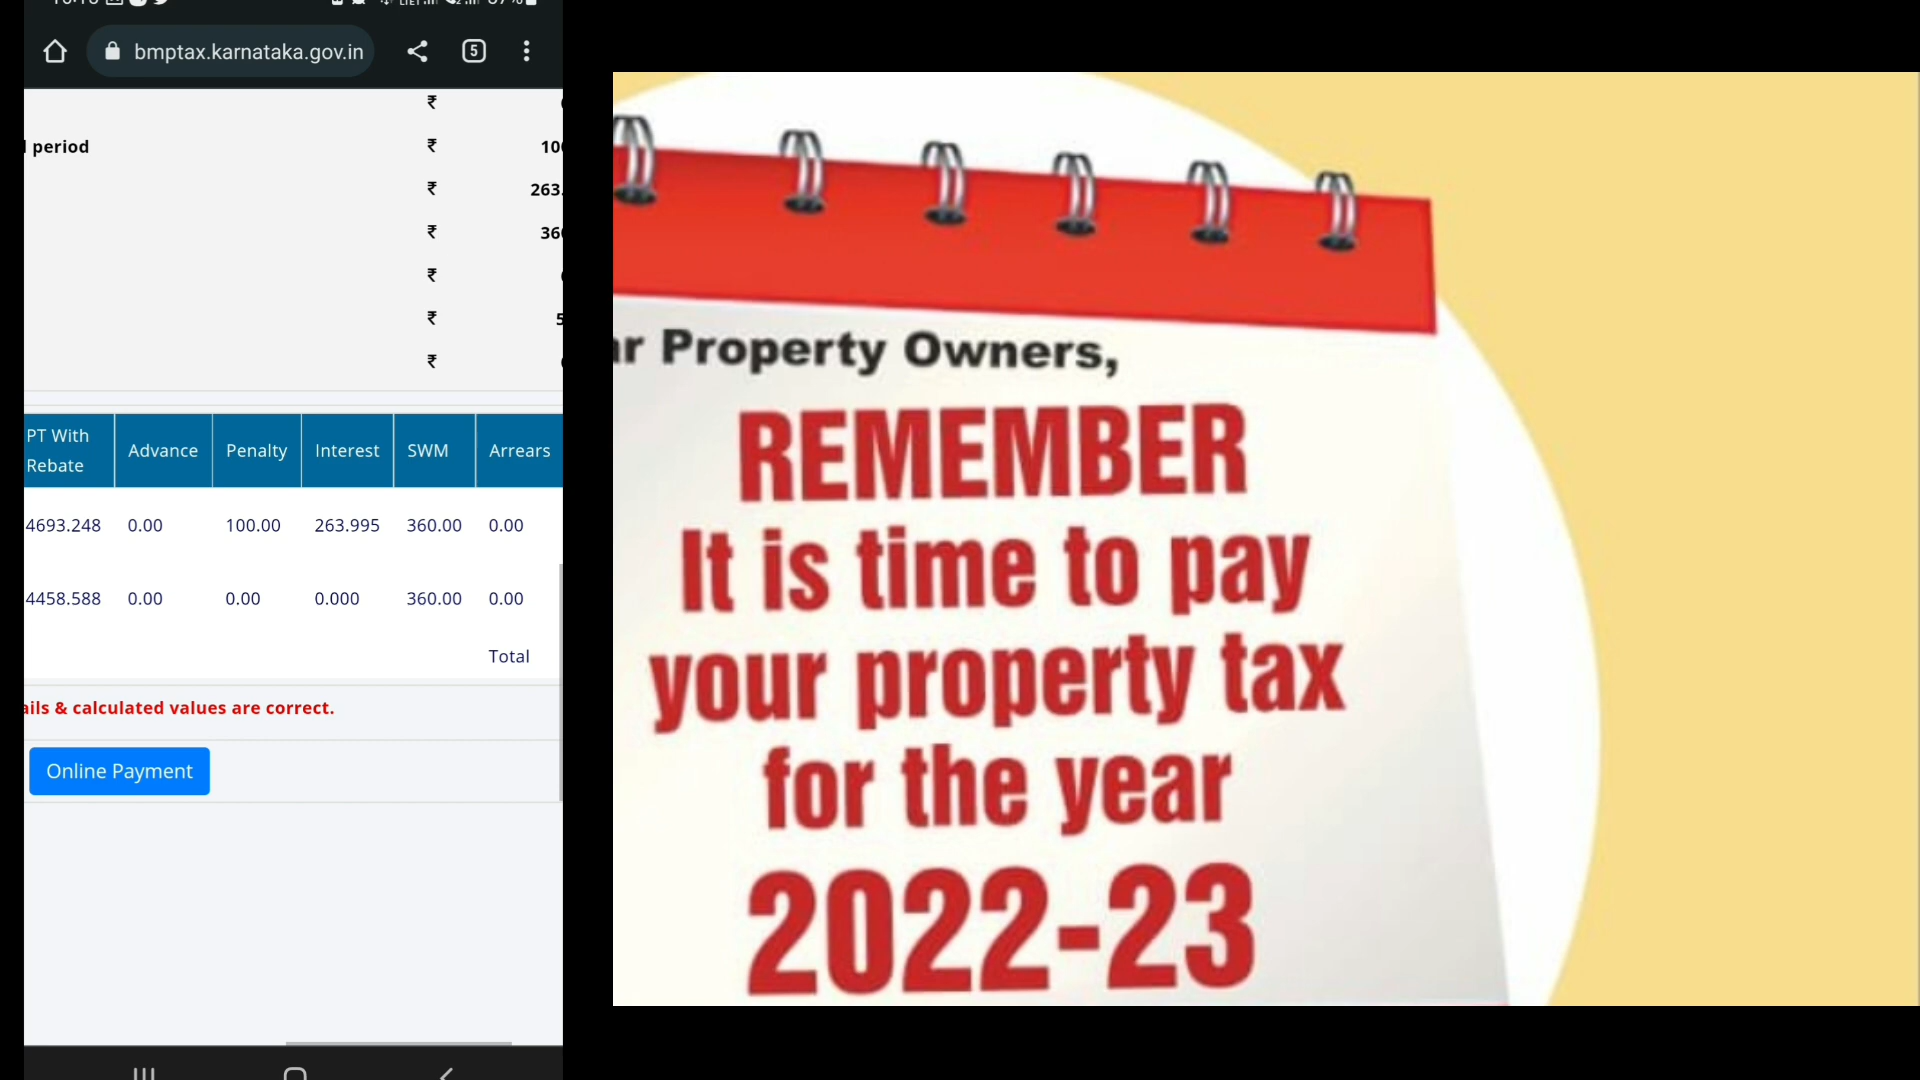 bmptax.karnataka.gov.in
5
₹
period
₹
₹ 263.
₹
₹
₹
₹
PT With
Rebate
Advance
Penalty
Interest
SWM
Arrears
4693.248 0.00 100.00 263.995 360.00 0.00
4458.588 0.00 0.00 0.000 360.00 0.00
Total
& calculated values are correct.
Online Payment
Property Owners,
REMEMBER
It is time to pay
your property tax
for the year
2022-23